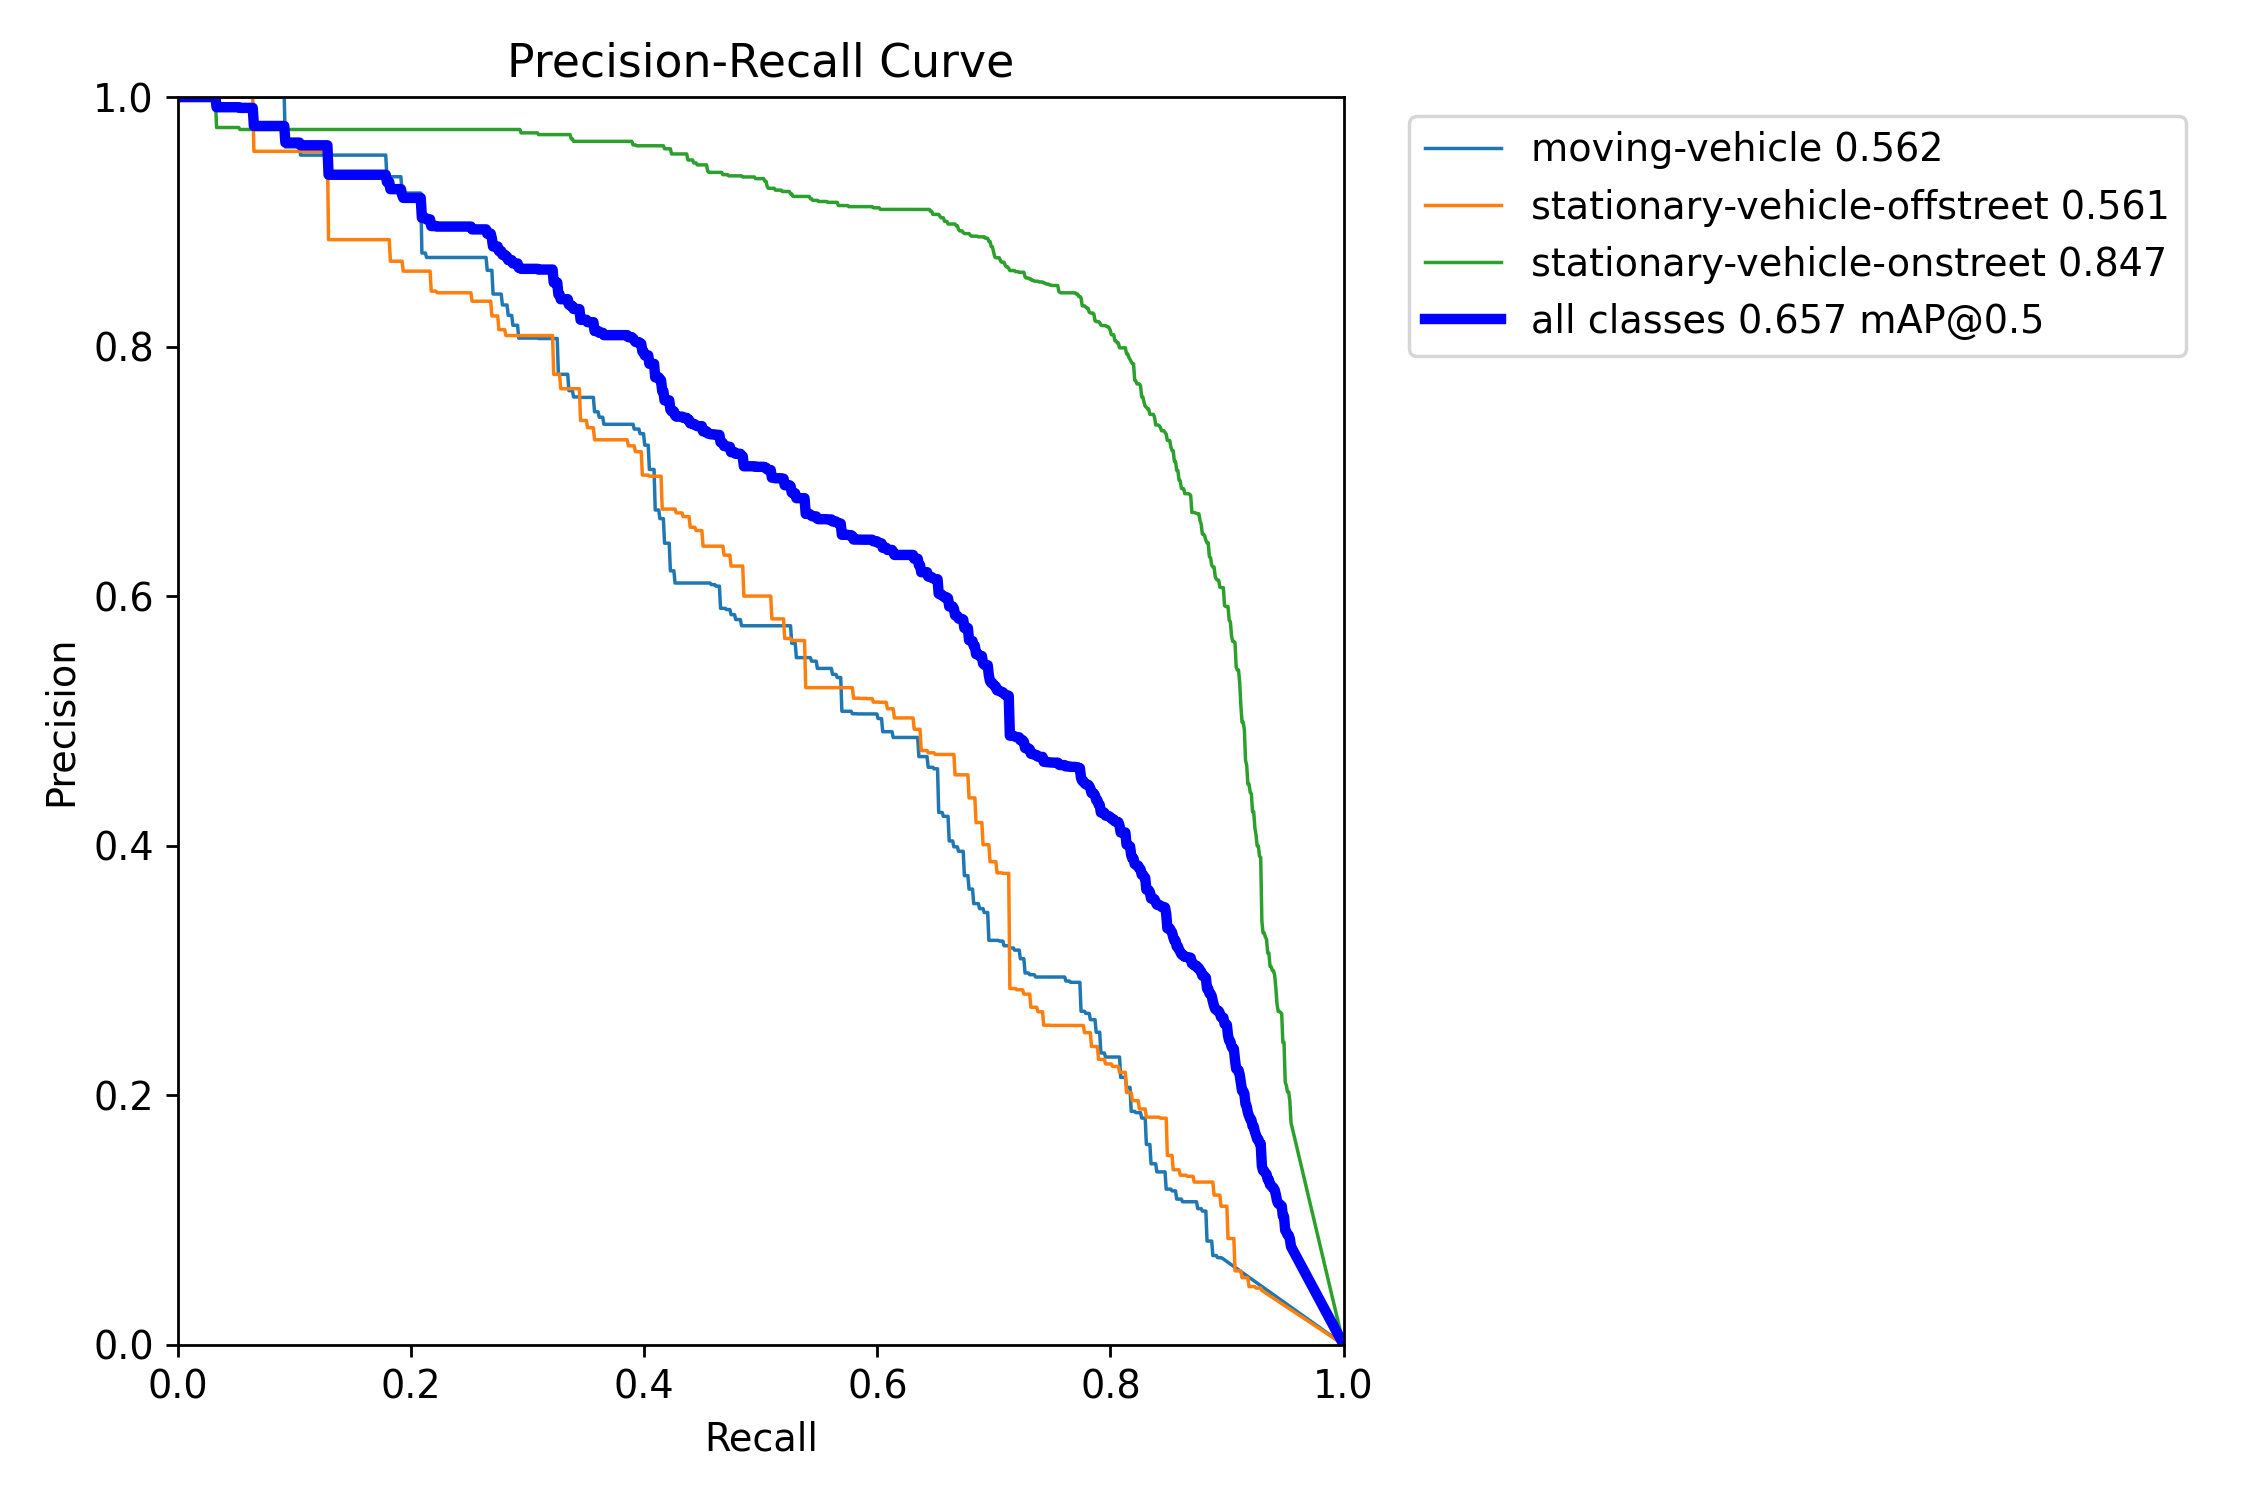 Precision-Recall Curve
1.0
0.8
0.6
0.4
0.2
0.0
Precision
0.0 0.2 0.4 0.6 0.8 1.0
Recall
moving-vehicle 0.562
stationary-vehicle-offstreet 0.561
stationary-vehicle-onstreet 0.847
all classes 0.657 mAP@0.5